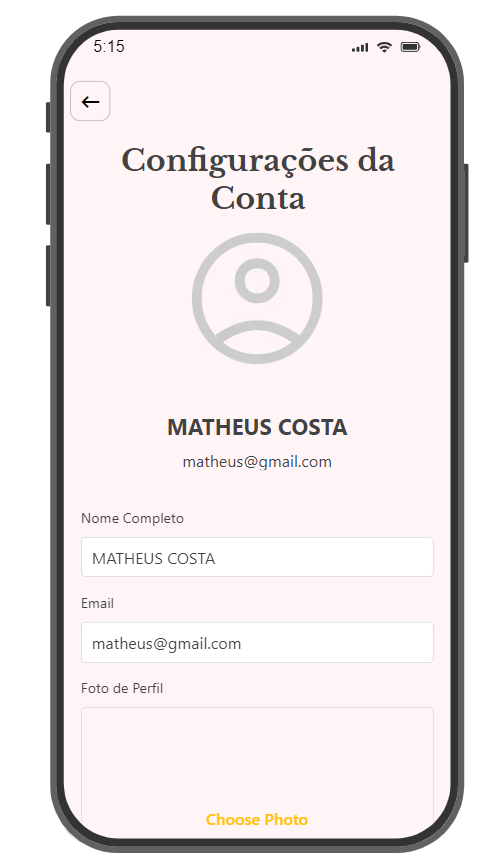 5:15
Configurações da
Conta
MATHEUS COSTA
matheus@gmail.com
Nome Completo
MATHEUS COSTA
Email
matheus@gmail.com
Foto de Perfil
Choose Photo